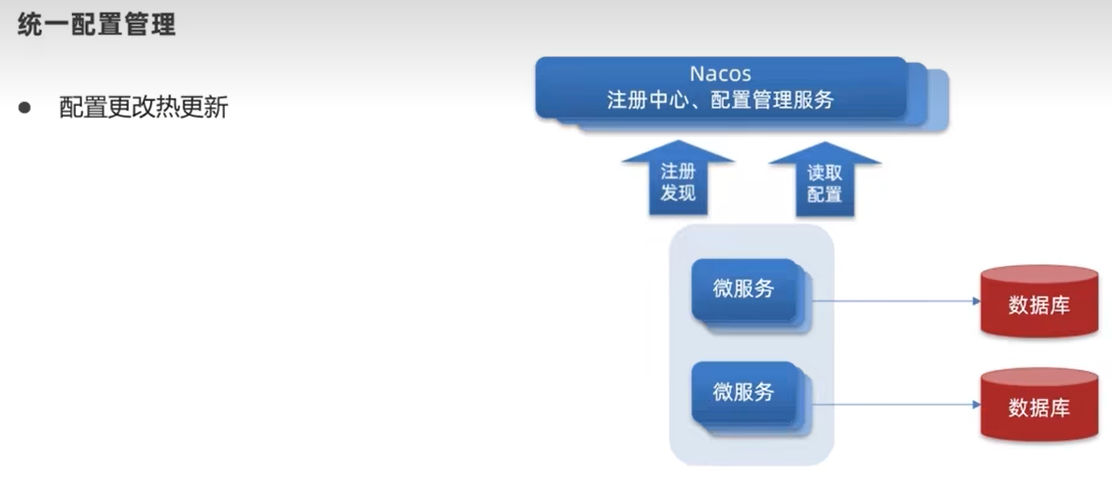 统一配置管理
● 配置更改热更新
Nacos
注册中心、配置管理服务
注册
发现
读取
配置
微服务
数据库
微服务
数据库